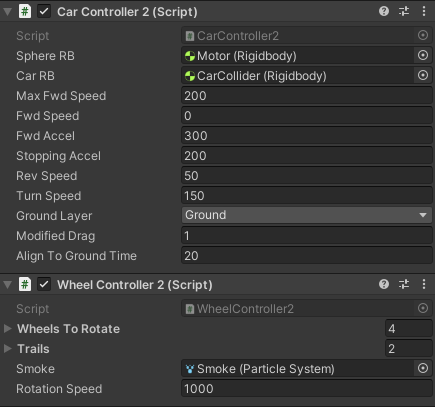 Car Controller 2 (Script)
Script CarController2
Sphere RB Motor (Rigidbody)
Car RB CarCollider (Rigidbody)
Max Fwd Speed 200
Fwd Speed 0
Fwd Accel 300
Stopping Accel 200
Rev Speed 50
Turn Speed 150
Ground Layer Ground
Modified Drag 1
Align To Ground Time 20
Wheel Controller 2 (Script)
Script WheelController2
Wheels To Rotate 4
Trails 2
Smoke Smoke (Particle System)
Rotation Speed 1000